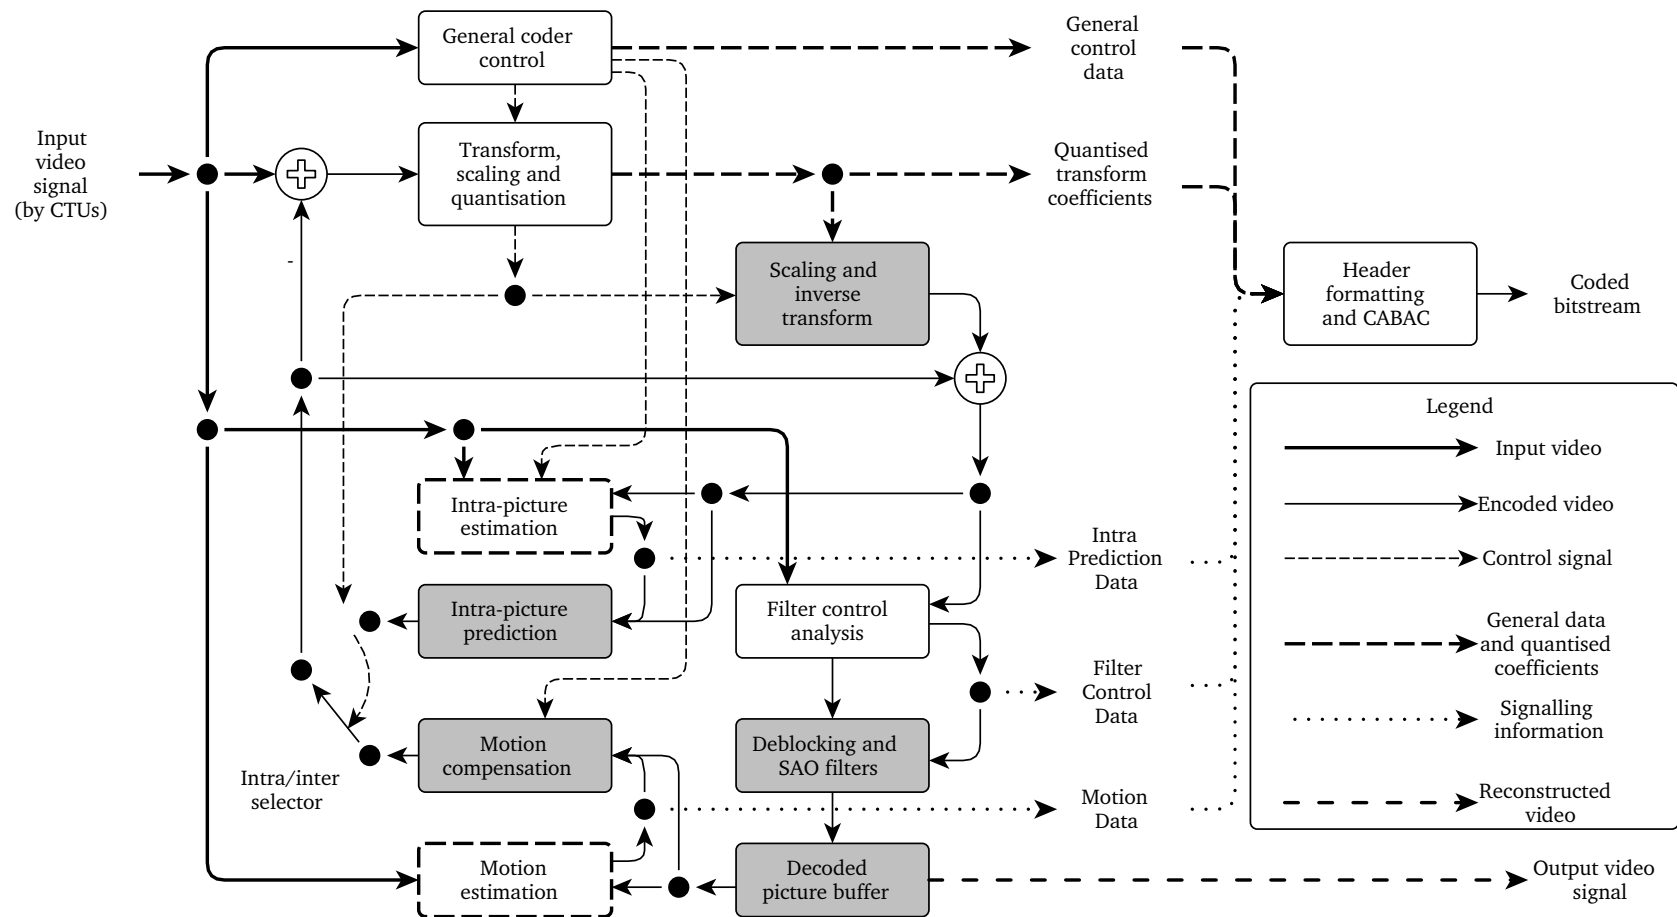 General coder
control
General
control
data
Input
video
signal
(by CTUs)
Transform,
scaling and
quantisation
Quantised
transform
coefficients
-
Scaling and
inverse
transform
Header
formatting
and CABAC
Coded
bitstream
Legend
Input video
Encoded video
Control signal
General data
and quantised
coefficients
Signalling
information
Reconstructed
video
Intra-picture
estimation
Intra
Prediction
Data
Intra-picture
prediction
Filter control
analysis
Filter
Control
Data
Motion
compensation
Deblocking and
SAO filters
Intra/inter
selector
Motion
Data
Motion
estimation
Decoded
picture buffer
Output video
signal